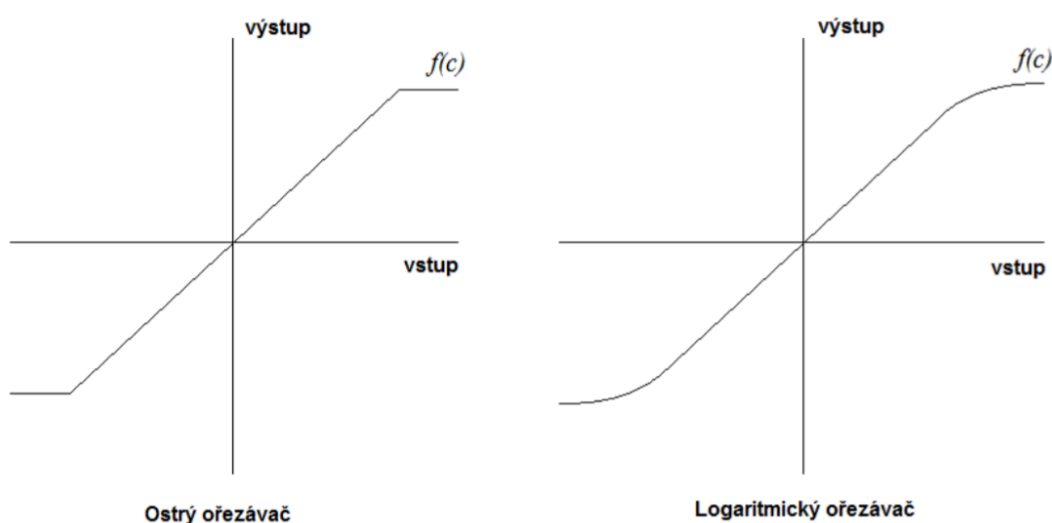 výstup
f(c)
vstup
Ostrý ořezávač
výstup
f(c)
vstup
Logaritmický ořezávač